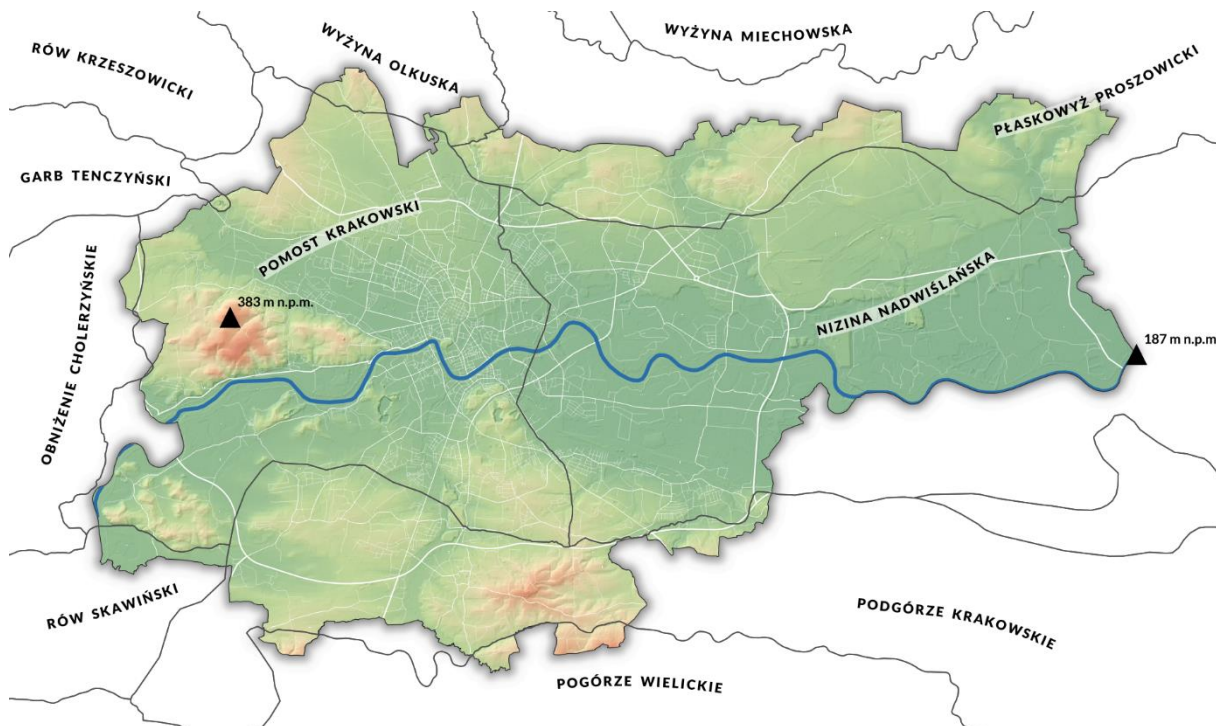 RÓW KRZESZOWICKI
WYŻYNA OLKUSKA
WYŻYNA MIECHOWSKA
PŁASKOWYŻ PROSZOWICKI
GARB TENCZYŃSKI
POMOST KRAKOWSKI
OBNIŻENIE CHOLERZYŃSKIE
383 m n.p.m.
NIZINA NADWIŚLAŃSKA
187 m n.p.m
RÓW SKAWIŃSKI
PODGÓRZE KRAKOWSKIE
POGÓRZE WIELICKIE